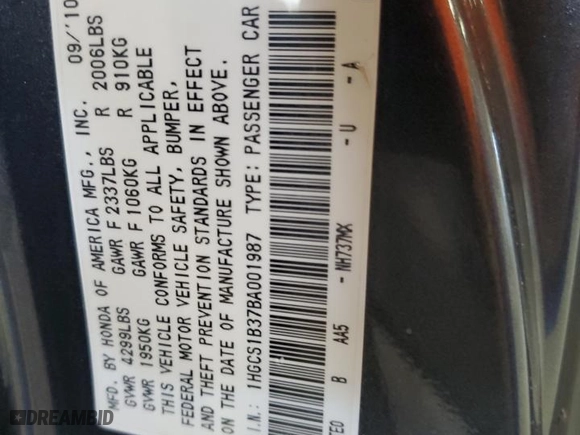 MFD. BY HONDA OF AMERICA MFG., INC. 09/'10
GVWR 4299LBS GAWR F 2337LBS R 2006LBS
GVWR 1950KG GAWR F 1060KG R 910KG
THIS VEHICLE CONFORMS TO ALL APPLICABLE
FEDERAL MOTOR VEHICLE SAFETY, BUMPER,
AND THEFT PREVENTION STANDARDS IN EFFECT
ON THE DATE OF MANUFACTURE SHOWN ABOVE.
1HGCS1B37BA001987 TYPE: PASSENGER CAR
TE0 B AA5 - NH737MX - U - A
DREAMBID